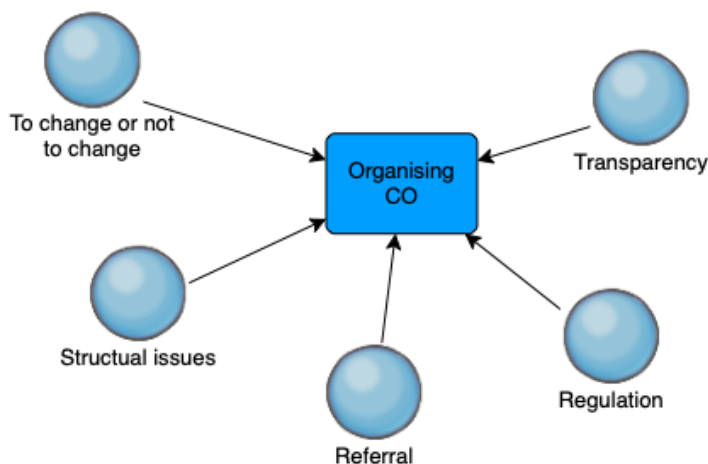 To change or not
to change
Organising
CO
Transparency
Structual issues
Regulation
Referral